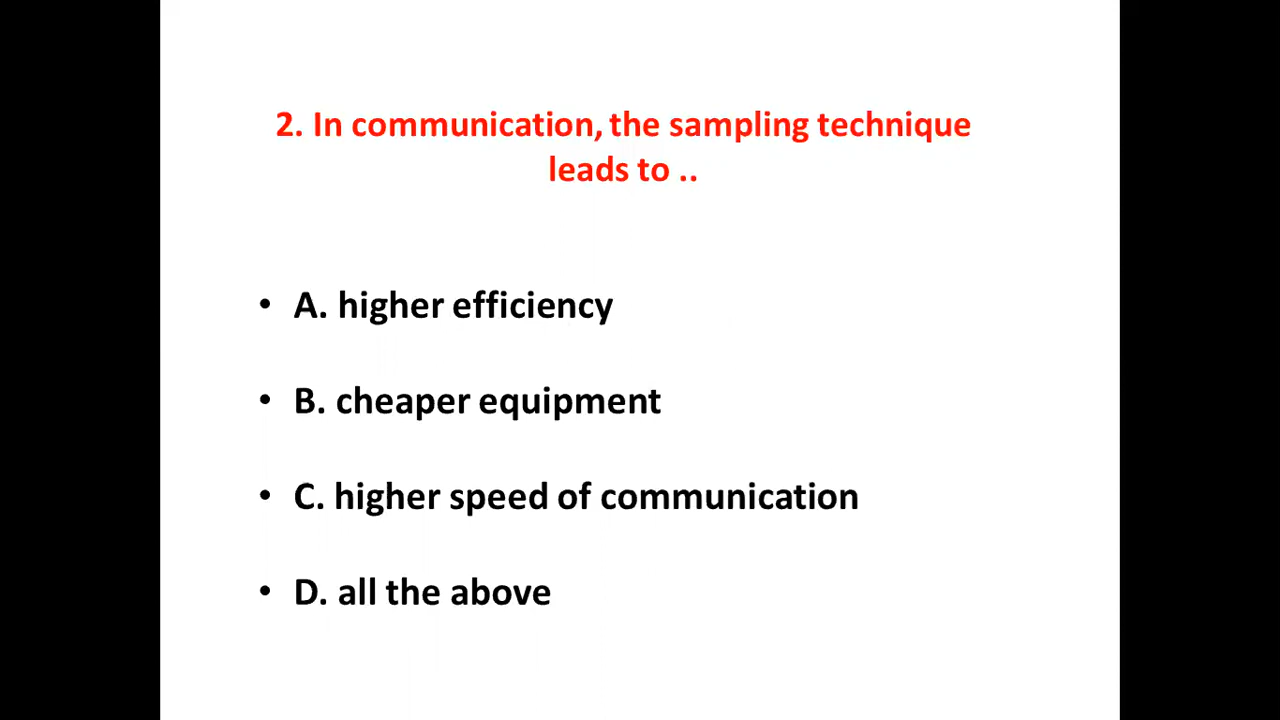 2. In communication, the sampling technique
leads to ..
• A. higher efficiency
• B. cheaper equipment
• C. higher speed of communication
• D. all the above